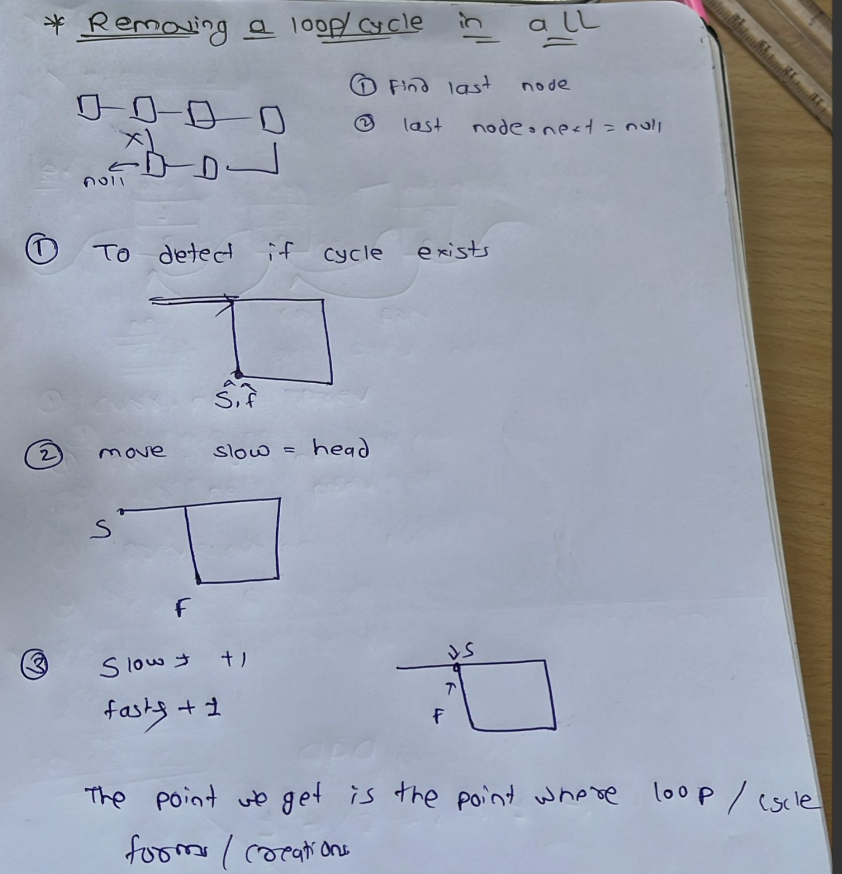 * Removing a loop/cycle in a LL
① Find last node
② last node.next = null
x
null
① To detect if cycle exists
S, f
② move slow = head
S
F
③ Slow → +1
fast → +1
S
F
The point we get is the point where loop / cycle
forms / creations